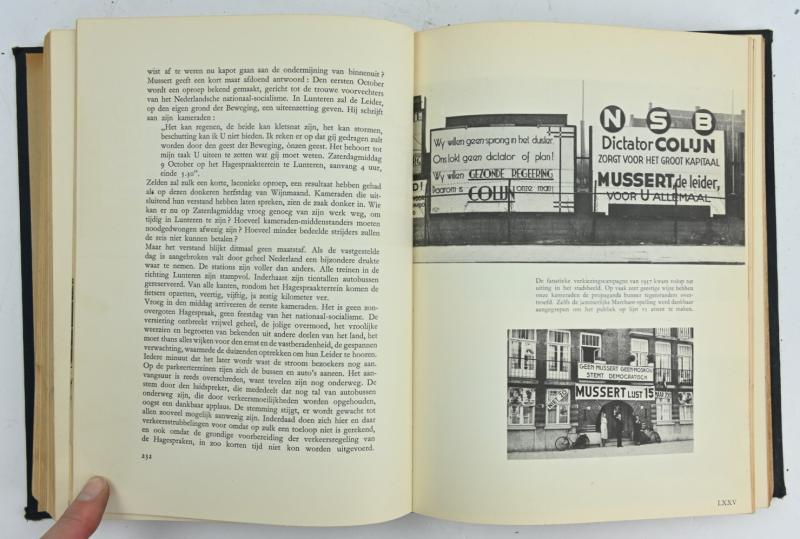 wist af te weren nu kapot gaan aan de ondermijning van binnenuit?
Mussert geeft een kort maar afdoend antwoord: Den eersten October
wordt een oproep bekend gemaakt, gericht tot de trouwe voorvechters
van het Nederlandsche nationaal-socialisme. In Lunteren zal de Leider,
op den eigen grond der Beweging, een uiteenzetting geven. Hij schrijft
aan zijn kameraden:
„Het kan regenen, de heide kan kletsnat zijn, het kan stormen,
beschutting kan ik U niet bieden. Ik reken er op dat gij gedragen zult
worden door den geest der Beweging, ònzen geest. Het behoort tot
mijn taak U uiteen te zetten wat gij moet weten. Zaterdagmiddag
9 October op het Hagespraakterrein te Lunteren, aanvang 4 uur,
einde 5.30".
Zelden zal zulk een korte, laconieke oproep, een resultaat hebben gehad
als op dezen donkeren herfstdag van Wijnmaand. Kameraden die uit-
sluitend hun verstand hebben laten spreken, zien de zaak donker in. Wie
kan er nu op Zaterdagmiddag vroeg genoeg van zijn werk weg, om
tijdig in Lunteren te zijn? Hoeveel kameraden-middenstanders moeten
noodgedwongen afwezig zijn? Hoeveel minder bedeelde strijders zullen
de reis niet kunnen betalen?
Maar het verstand blijkt ditmaal geen maatstaf. Als de vastgestelde
dag is aangebroken valt door geheel Nederland een bijzondere drukte
waar te nemen. De stations zijn voller dan anders. Alle treinen in de
richting Lunteren zijn stampvol. Inderhaast zijn tientallen autobussen
gereserveerd. Van alle kanten, rondom het Hagespraakterrein komen de
fietsers opzetten, veertig, vijftig, ja zestig kilometer ver.
Vroeg in den middag arriveeren de eerste kameraden. Het is geen zon-
overgoten Hagespraak, geen feestdag van het nationaal-socialisme. De
versiering ontbreekt vrijwel geheel, de jolige overmoed, het vroolijke
weerzien en begroeten van bekenden uit andere deelen van het land, het
moet thans alles wijken voor den ernst en de vastberadenheid, de gespannen
verwachting, waarmede de duizenden optrekken om hun Leider te hooren.
Iedere minuut dat het later wordt wast de stroom bezoekers nog aan.
Op de parkeerterreinen rijen zich de bussen en auto's aaneen. Het aan-
vangsuur is reeds overschreden, want tevelen zijn nog onderweg. De
stem door den luidspreker, die mededeelt dat nog tal van autobussen
onderweg zijn, die door verkeersmoeilijkheden worden opgehouden,
oogst een dankbaar applaus. De stemming stijgt, er wordt gewacht tot
allen zooveel mogelijk aanwezig zijn. Inderdaad doen zich hier en daar
verkeersstrubbelingen voor omdat op zulk een toeloop niet is gerekend,
en ook omdat de grondige voorbereiding der verkeersregeling van
de Hagespraken, in zoo korten tijd niet kon worden uitgevoerd.
232
Wy willen geen sprong in het duister.
Ons lokt geen dictator of plan!
Wy willen GEZONDE REGEERING
Daarom is COLIJN onze man!
N S B
Dictator COLIJN
ZORGT VOOR HET GROOT KAPITAAL
MUSSERT, de leider,
VOOR U ALLEMAAL
De fanatieke verkiezingscampagne van 1937 kwam volop tot
uiting in het stadsbeeld. Op vaak zeer geestige wijze hebben
onze kameraden de propaganda hunner tegenstanders over-
troefd. Zelfs de jammerlijke Marchant-spelling werd dankbaar
aangegrepen om het publiek op lijst 15 attent te maken.
GEEN MUSSERT GEEN MOSKOU
STEMT DEMOCRATISCH
MUSSERT LIJST 15
LXXV